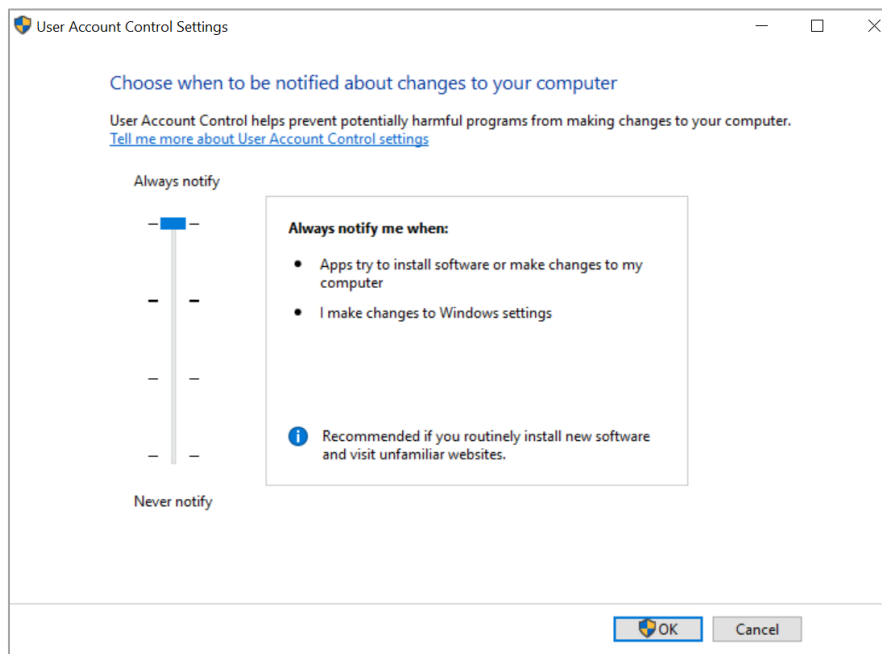 User Account Control Settings
Choose when to be notified about changes to your computer
User Account Control helps prevent potentially harmful programs from making changes to your computer.
Tell me more about User Account Control settings
Always notify
Always notify me when:
Apps try to install software or make changes to my
computer
I make changes to Windows settings
Recommended if you routinely install new software
and visit unfamiliar websites.
Never notify
OK
Cancel